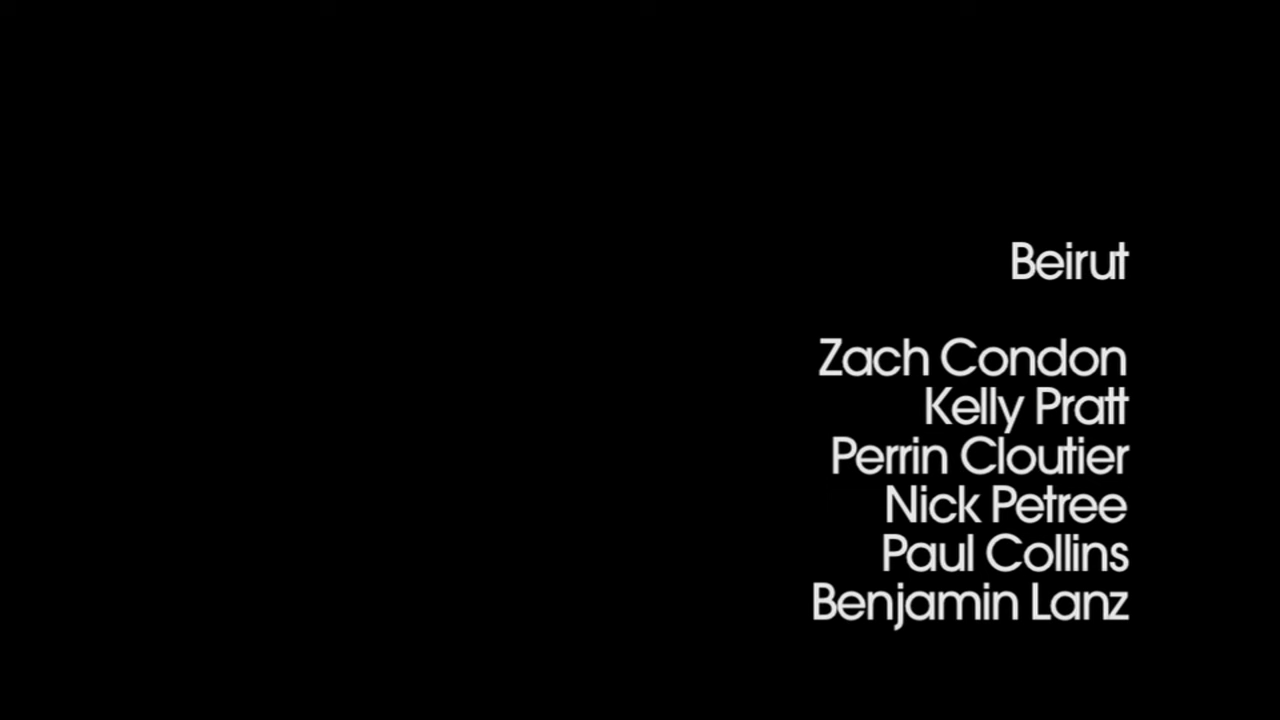 Beirut
Zach Condon
Kelly Pratt
Perrin Cloutier
Nick Petree
Paul Collins
Benjamin Lanz